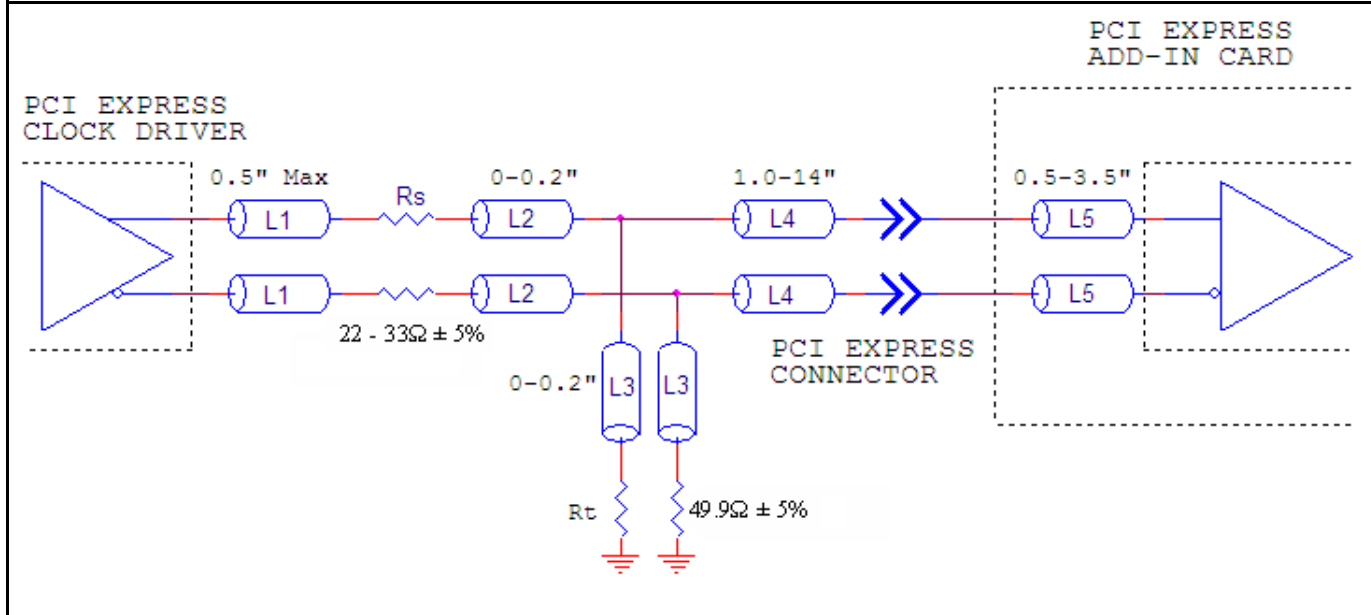 PCI EXPRESS
ADD-IN CARD
PCI EXPRESS
CLOCK DRIVER
0.5" Max
Rs
0-0.2"
1.0-14"
0.5-3.5"
L1
L2
L4
L5
L1
L2
L4
L5
22 - 33Ω ± 5%
PCI EXPRESS
CONNECTOR
0-0.2"
L3
L3
Rt
49.9Ω ± 5%